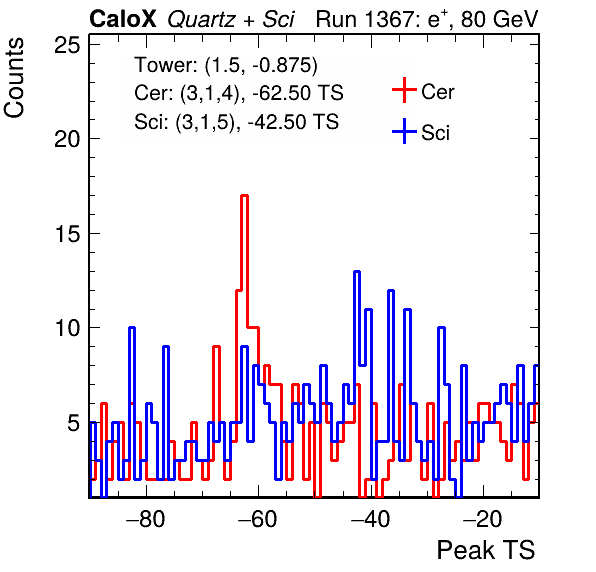 CaloX Quartz + Sci Run 1367: e⁺, 80 GeV
Counts
Tower: (1.5, -0.875)
Cer: (3,1,4), -62.50 TS
Sci: (3,1,5), -42.50 TS
Cer
Sci
25
20
15
10
5
−80 −60 −40 −20
Peak TS